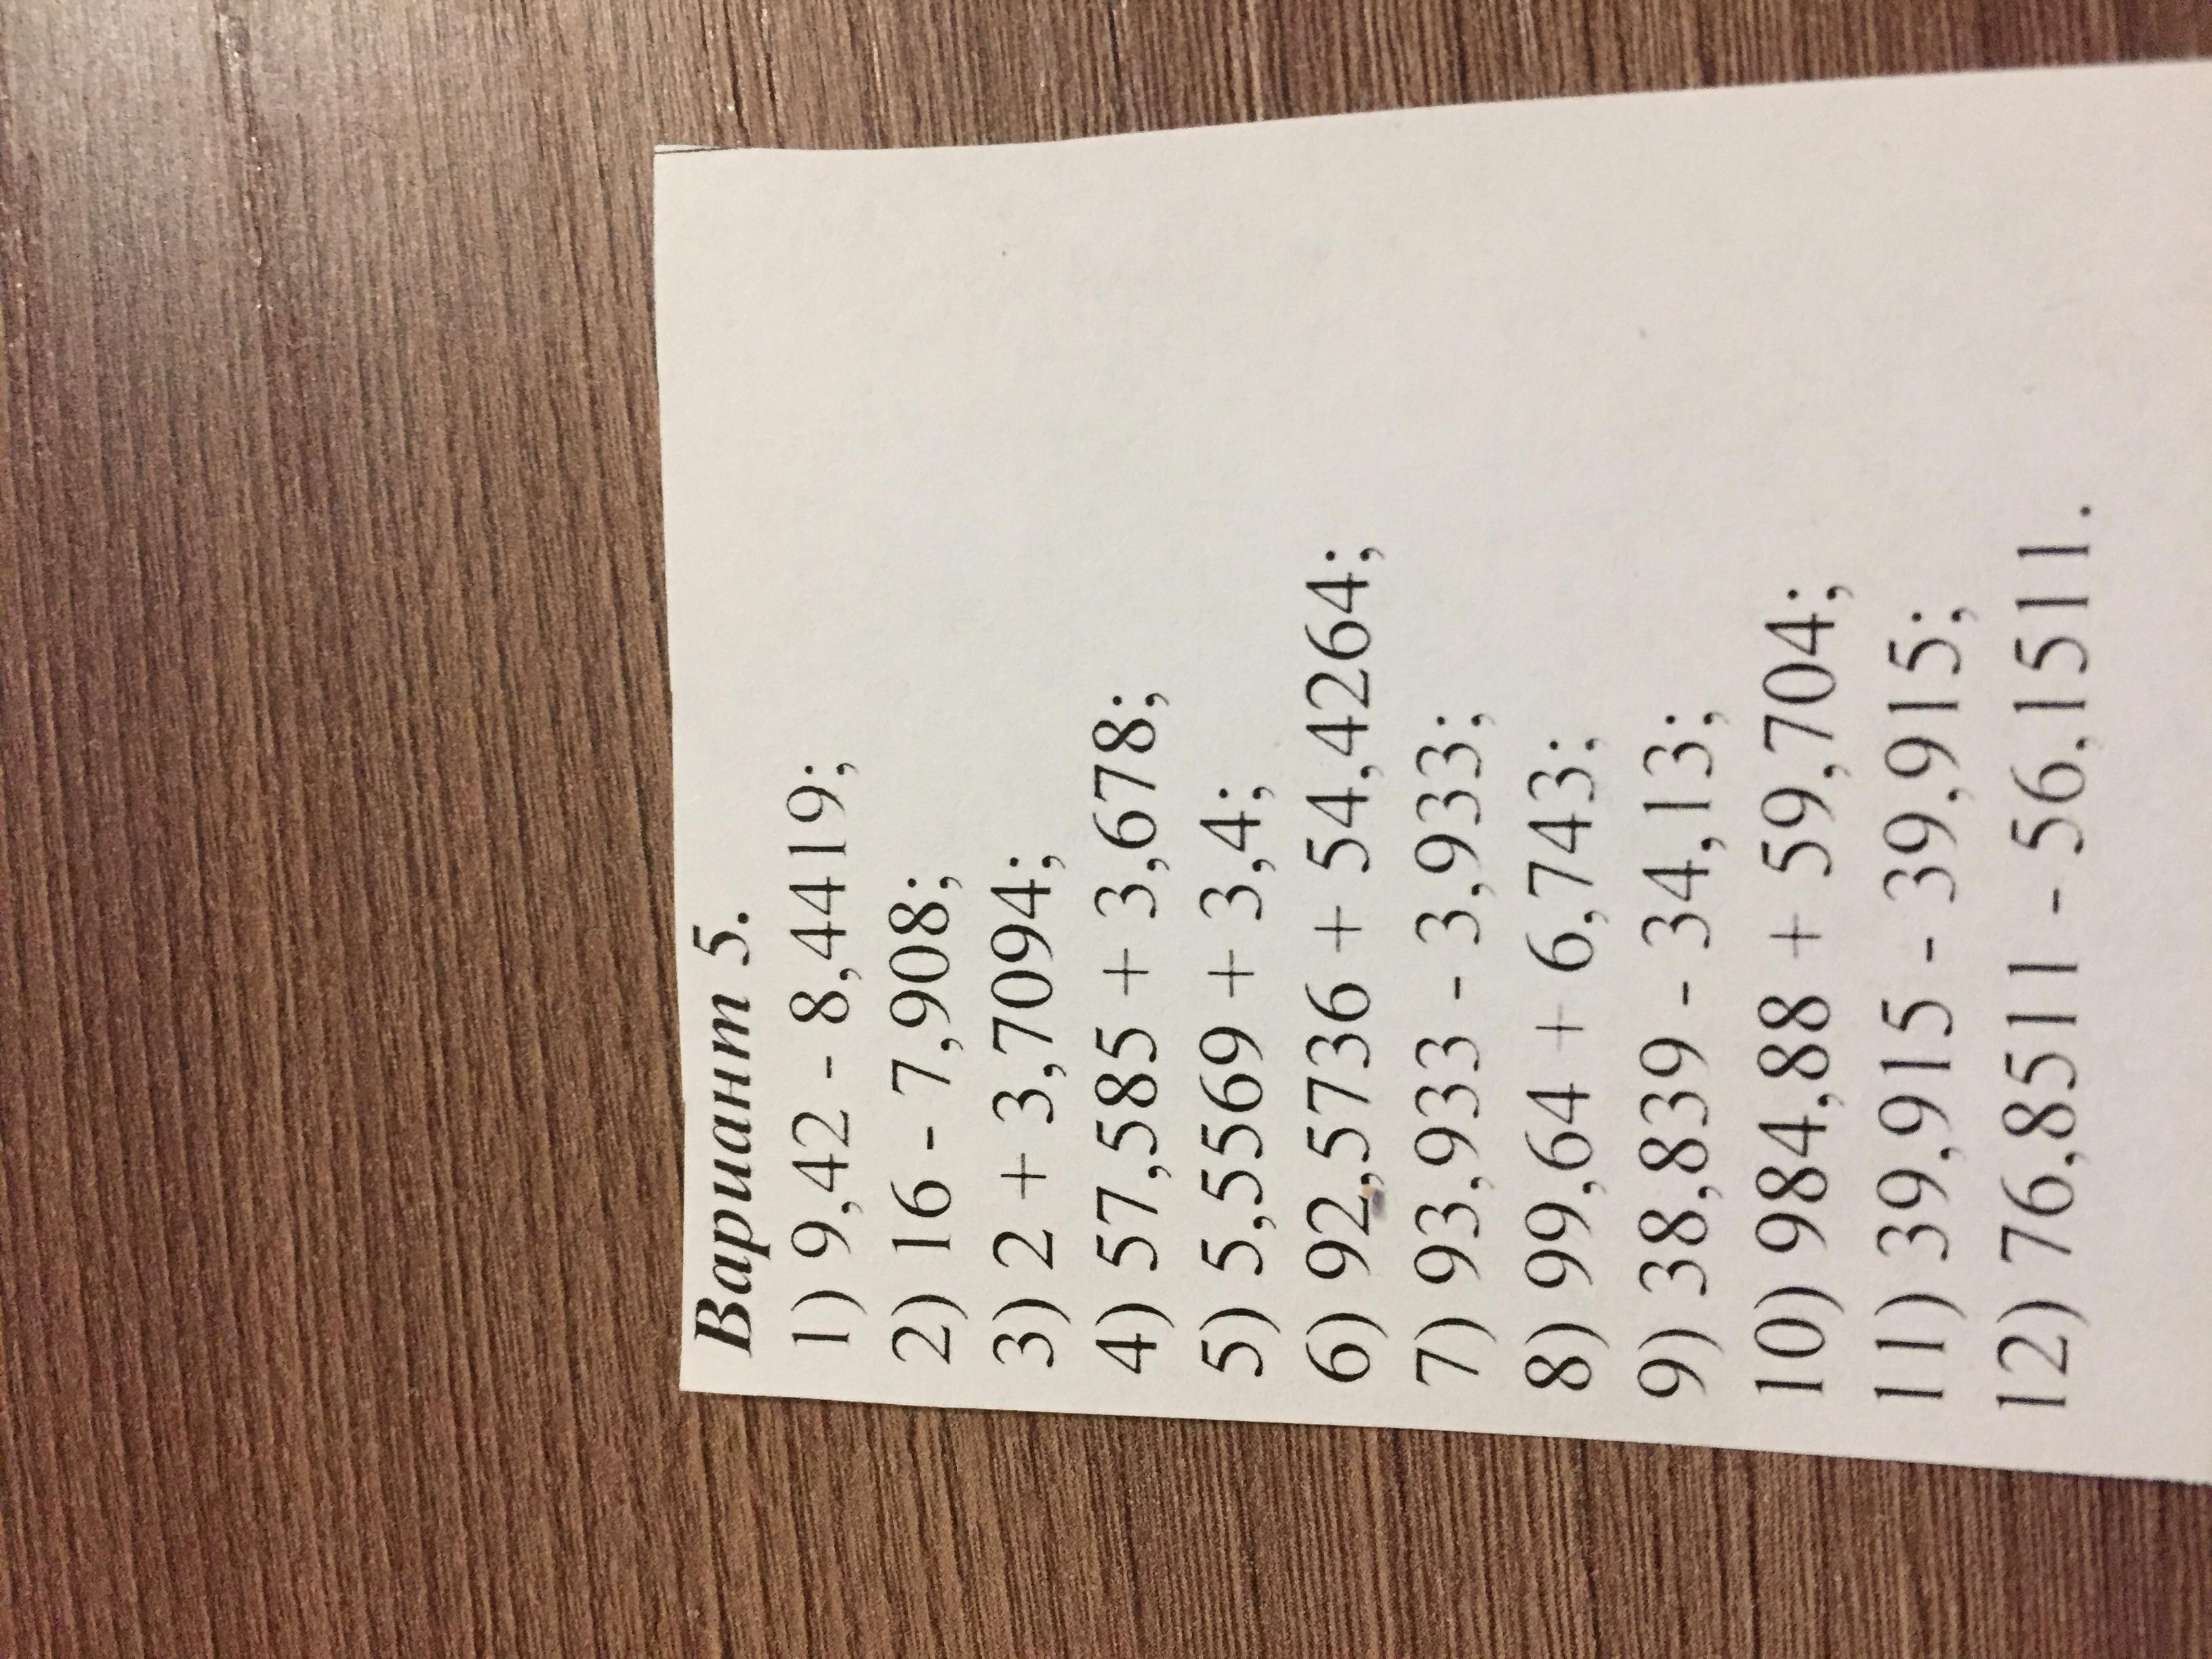 Вариант 5.
1) 9,42 - 8,4419;
2) 16 - 7,908;
3) 2 + 3,7094;
4) 57,585 + 3,678;
5) 5,5569 + 3,4;
6) 92,5736 + 54,4264;
7) 93,933 - 3,933;
8) 99,64 + 6,743;
9) 38,839 - 34,13;
10) 984,88 + 59,704;
11) 39,915 - 39,915;
12) 76,8511 - 56,1511.